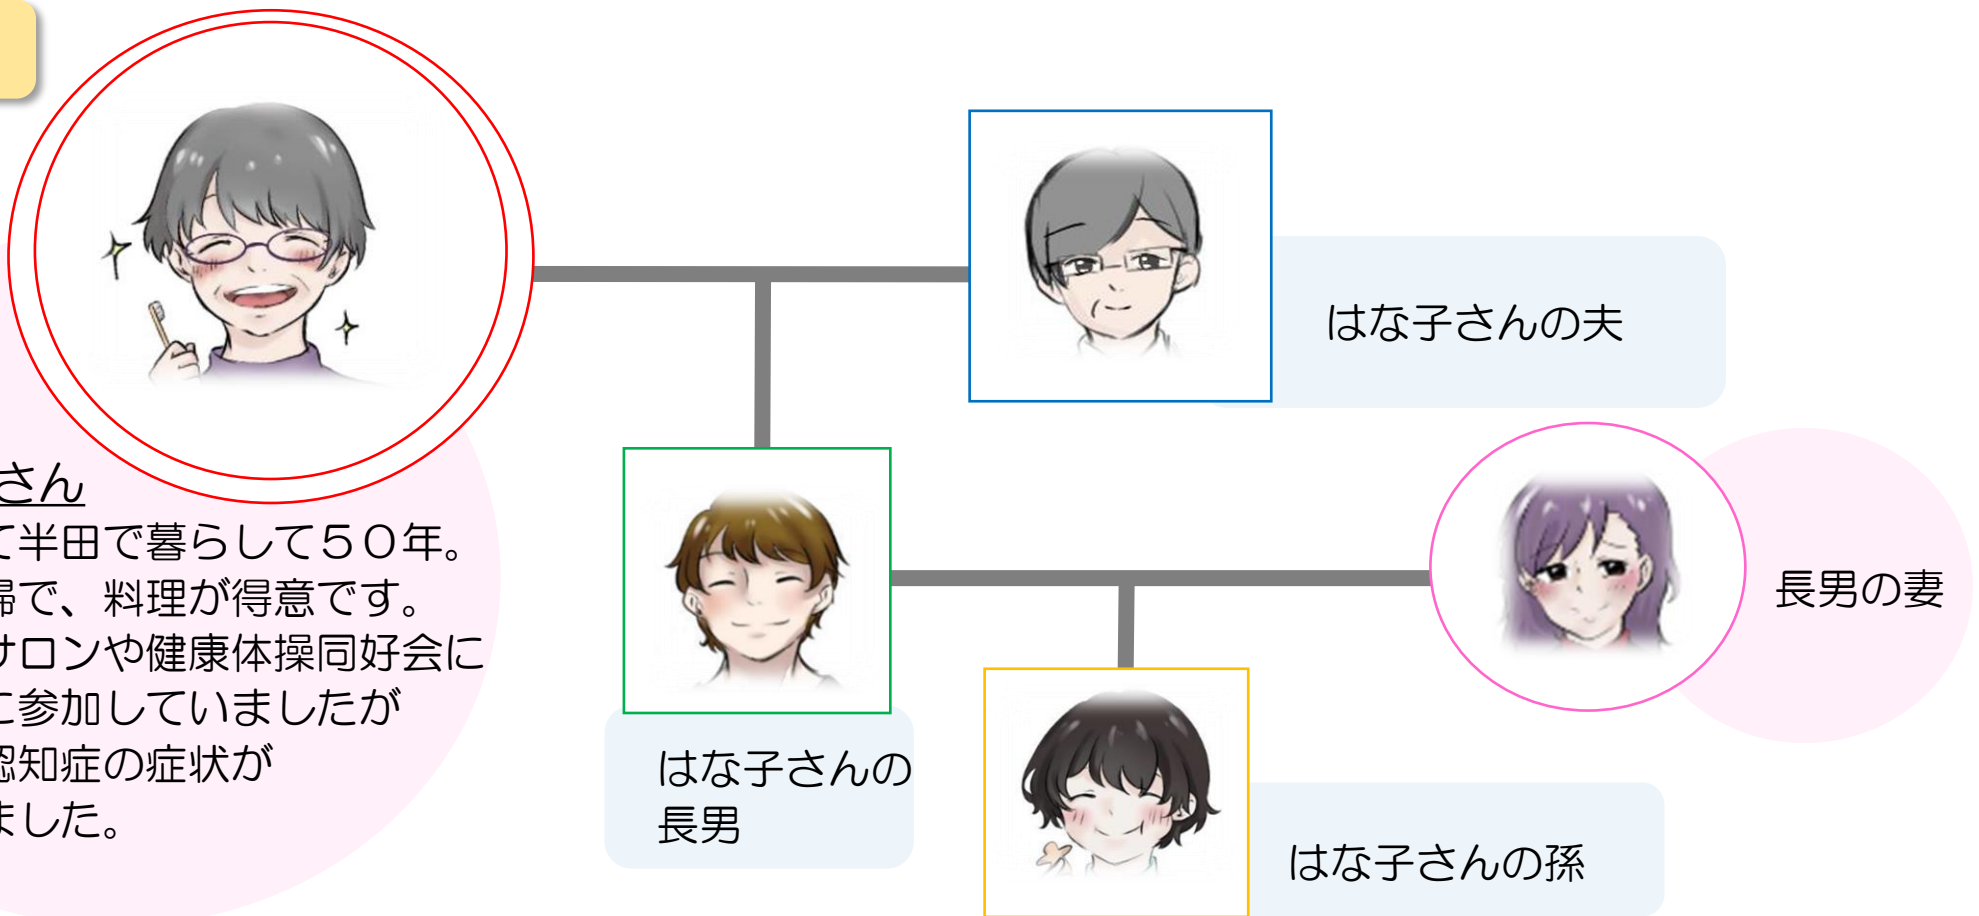 さん
て半田で暮らして５０年。
婦で、料理が得意です。
サロンや健康体操同好会に
に参加していましたが
認知症の症状が
ました。
はな子さんの夫
長男の妻
はな子さんの
長男
はな子さんの孫